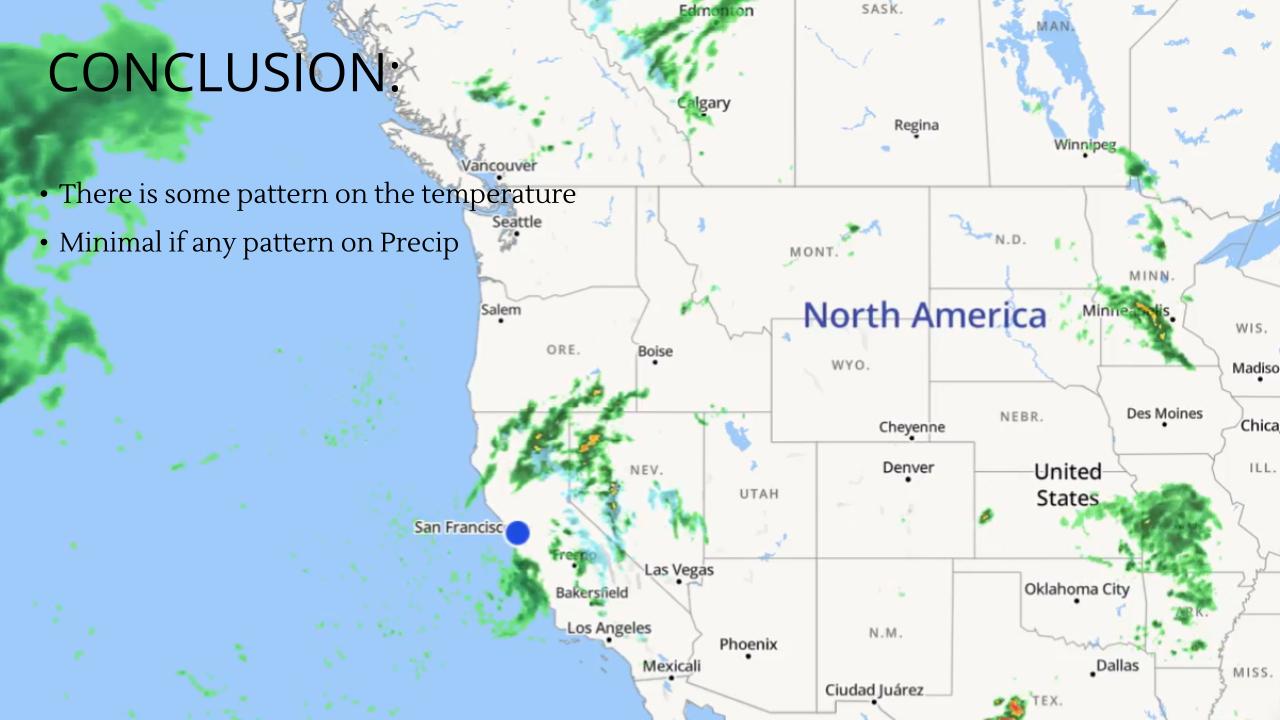 CONCLUSION:
• There is some pattern on the temperature
• Minimal if any pattern on Precip
Edmonton
SASK.
MAN.
Calgary
Regina
Winnipeg
Vancouver
Seattle
MONT.
N.D.
MINN.
Salem
North America
Minneapolis
WIS.
ORE.
Boise
WYO.
Madiso
NEBR.
Des Moines
Cheyenne
Chica
NEV.
Denver
United
States
ILL.
UTAH
San Francisc
Fresno
Las Vegas
Bakersfield
Oklahoma City
ARK.
Los Angeles
Phoenix
N.M.
Mexicali
Dallas
MISS.
Ciudad Juárez
TEX.